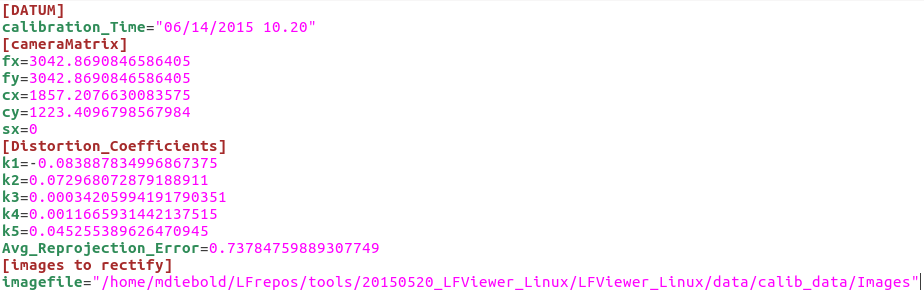 [DATUM]
calibration_Time="06/14/2015 10.20"
[cameraMatrix]
fx=3042.8690846586405
fy=3042.8690846586405
cx=1857.2076630083575
cy=1223.4096798567984
sx=0
[Distortion_Coefficients]
k1=-0.083887834996867375
k2=0.072968072879188911
k3=0.00034205994191790351
k4=0.0011665931442137515
k5=0.045255389626470945
Avg_Reprojection_Error=0.73784759889307749
[images to rectify]
imagefile="/home/mdiebold/LFrepos/tools/20150520_LFViewer_Linux/LFViewer_Linux/data/calib_data/Images"